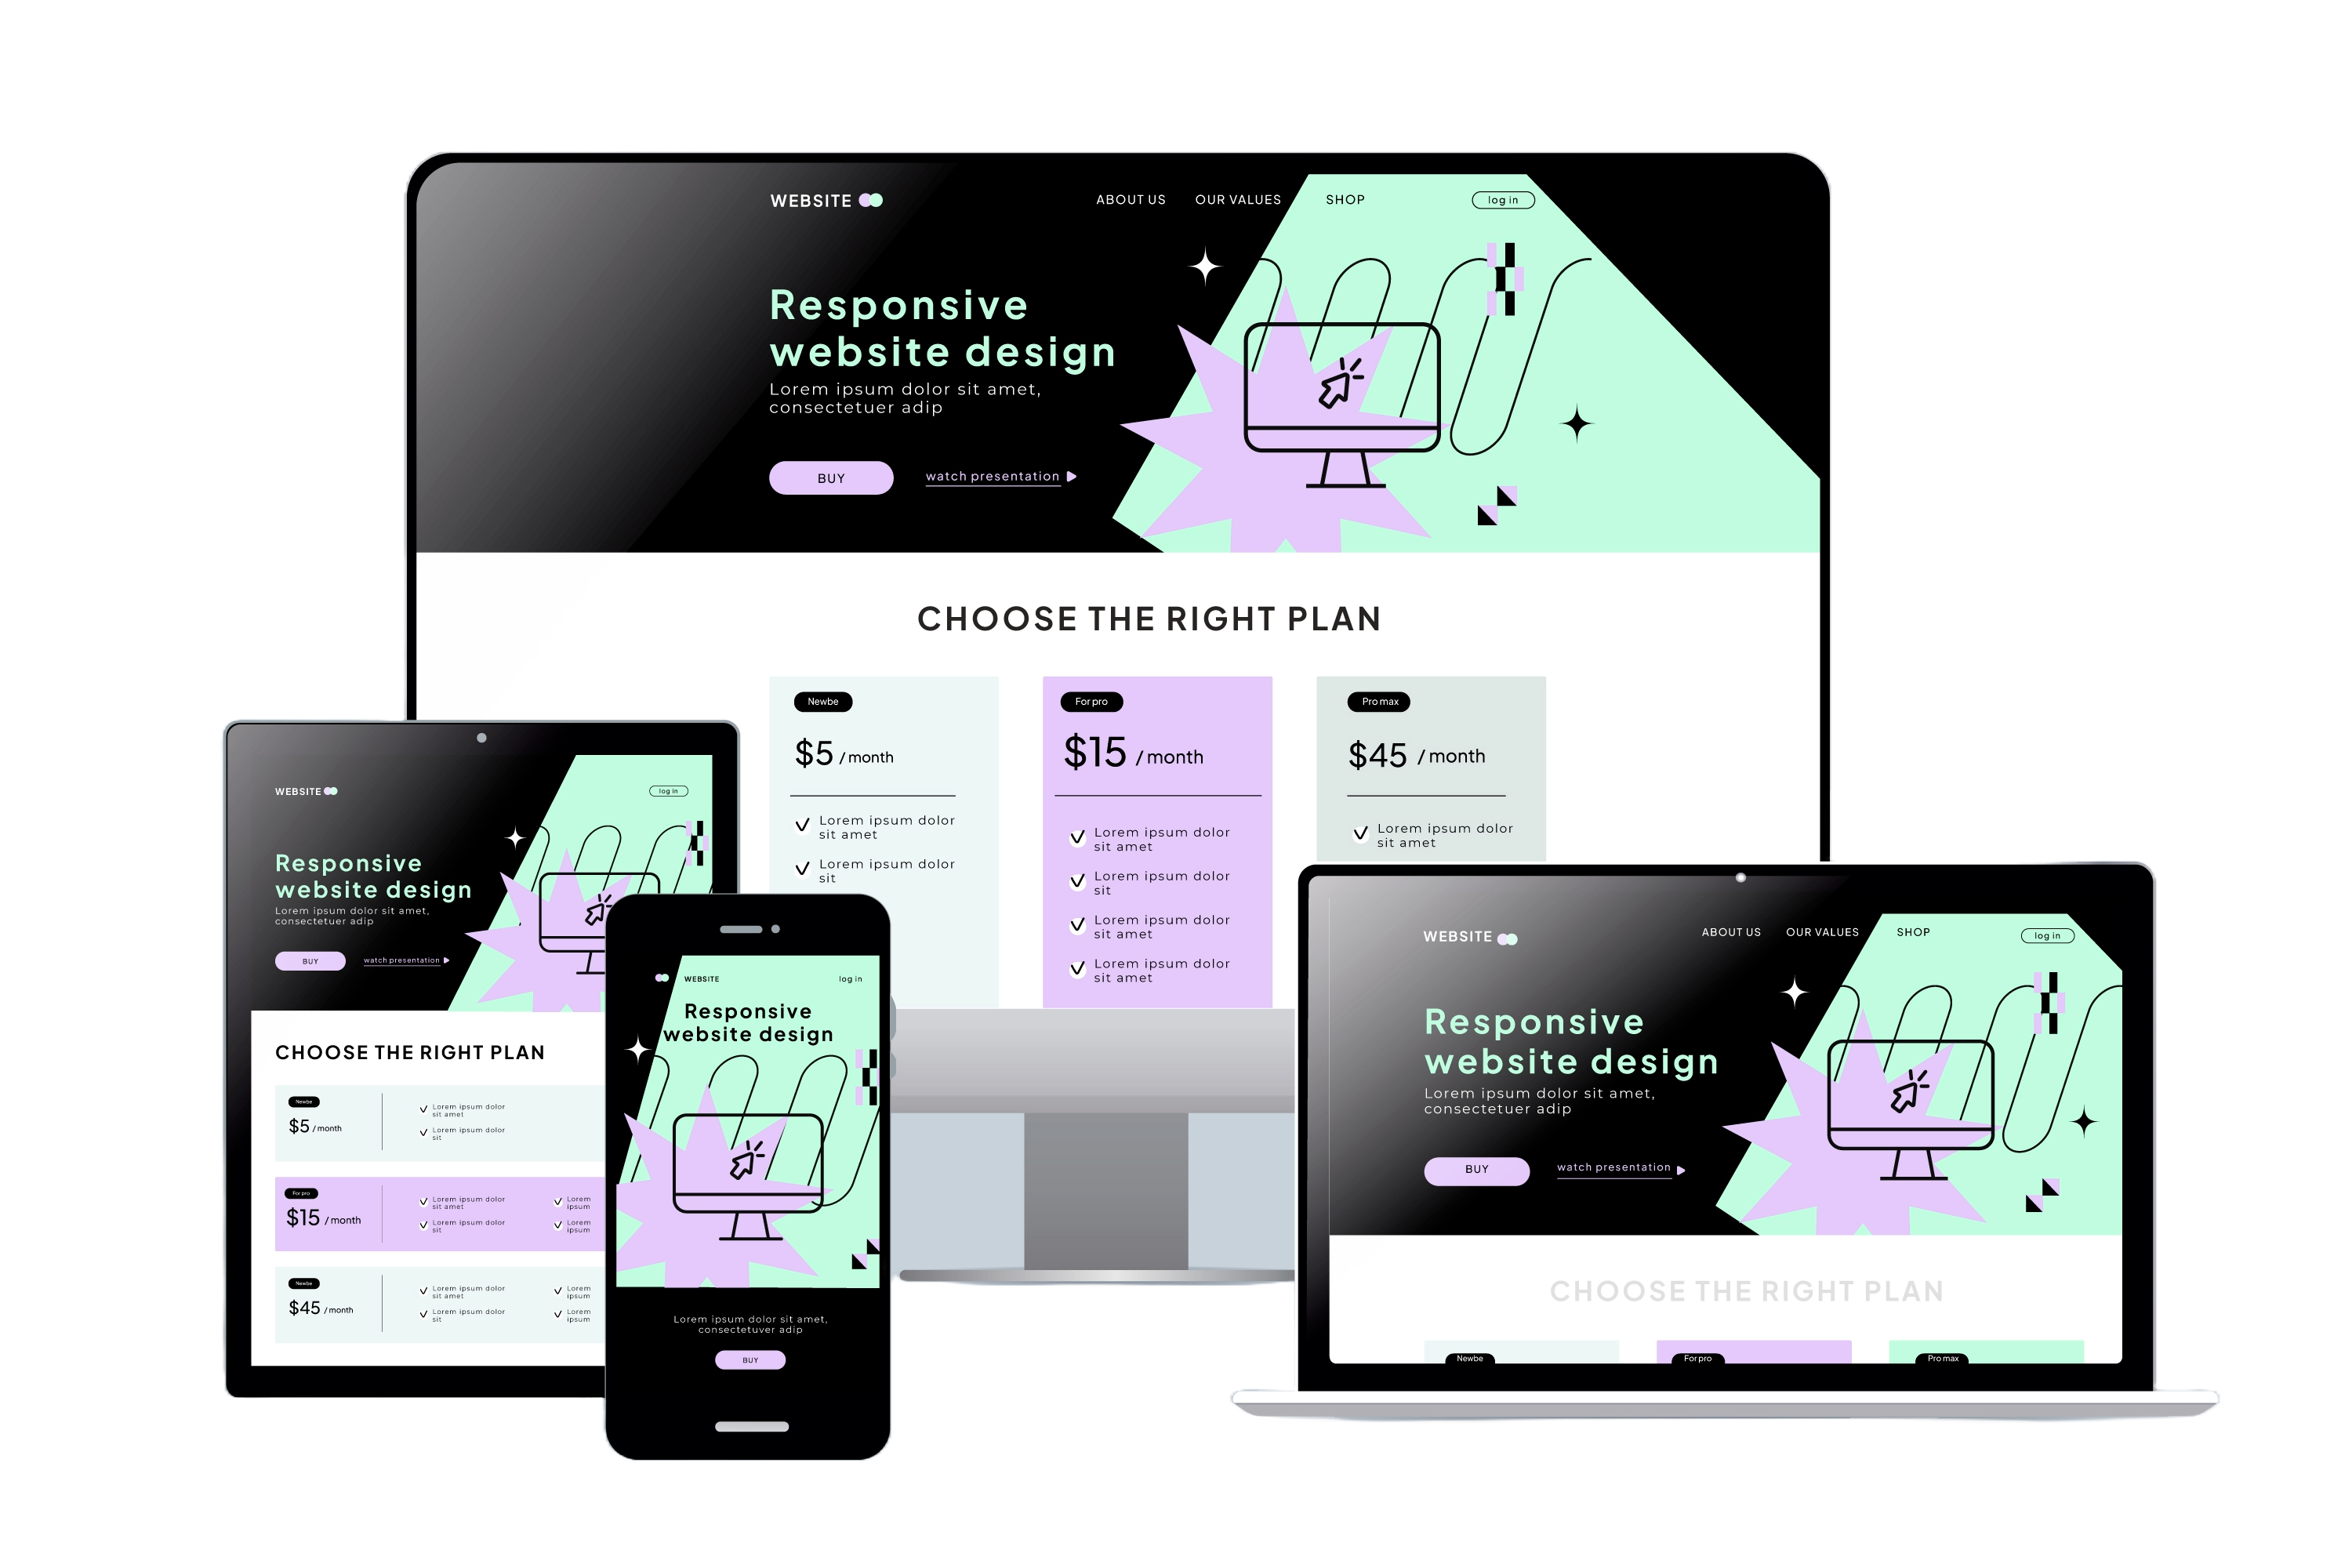 WEBSITE
ABOUT US
OUR VALUES
SHOP
log in
Responsive
website design
Lorem ipsum dolor sit amet,
consectetuer adip
BUY
watch presentation
CHOOSE THE RIGHT PLAN
Newbe
$5 / month
Lorem ipsum dolor
sit amet
Lorem ipsum dolor
sit
For pro
$15 / month
Lorem ipsum dolor
sit amet
Lorem ipsum dolor
sit
Lorem ipsum dolor
sit amet
Lorem ipsum dolor
sit amet
Pro max
$45 / month
Lorem ipsum dolor
sit amet
WEBSITE
log in
Responsive
website design
Lorem ipsum dolor sit amet,
consectetuer adip
BUY
watch presentation
CHOOSE THE RIGHT PLAN
Newbe
$5 / month
Lorem ipsum dolor
sit amet
Lorem ipsum dolor
sit
For pro
$15 / month
Lorem ipsum dolor
sit amet
Lorem ipsum dolor
sit
Lorem
ipsum
Lorem
ipsum
Newbe
$45 / month
Lorem ipsum dolor
sit amet
Lorem ipsum dolor
sit
Lorem
ipsum
Lorem
ipsum
WEBSITE
log in
Responsive
website design
Lorem ipsum dolor sit amet,
consectetuver adip
BUY
WEBSITE
ABOUT US
OUR VALUES
SHOP
log in
Responsive
website design
Lorem ipsum dolor sit amet,
consectetuer adip
BUY
watch presentation
CHOOSE THE RIGHT PLAN
Newbe
For pro
Pro max